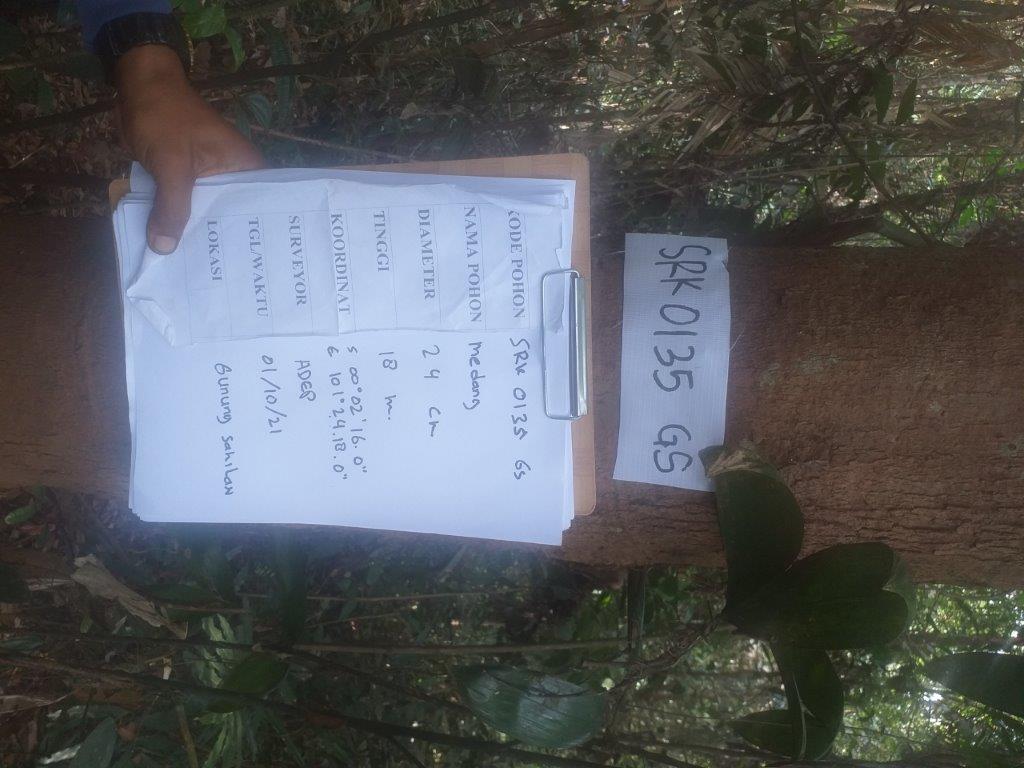 SRK 0135 GS
KODE POHON SRK 0135 GS
NAMA POHON medang
DIAMETER 24 cm
TINGGI 18 m.
KOORDINAT S 00°02'16.0"
E 101°24.18.0"
SURVEYOR ADEP
TGL/WAKTU 01/10/21
LOKASI Gunung sahilan